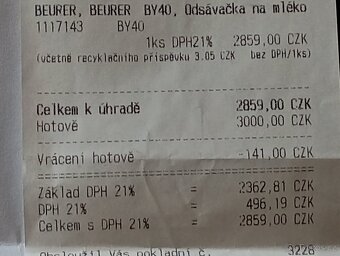 BEURER, BEURER BY40, Odsávačka na mléko
1117143 BY40
1ks DPH21% 2859,00 CZK
(včetně recyklačního příspěvku 3.05 CZK bez DPH/1ks)
Celkem k úhradě 2859,00 CZK
Hotově 3000,00 CZK
Vrácení hotově -141,00 CZK
Základ DPH 21% = 2362,81 CZK
DPH 21% = 496,19 CZK
Celkem s DPH 21% = 2859,00 CZK
Obsloužil Vás pokladní č. 3228